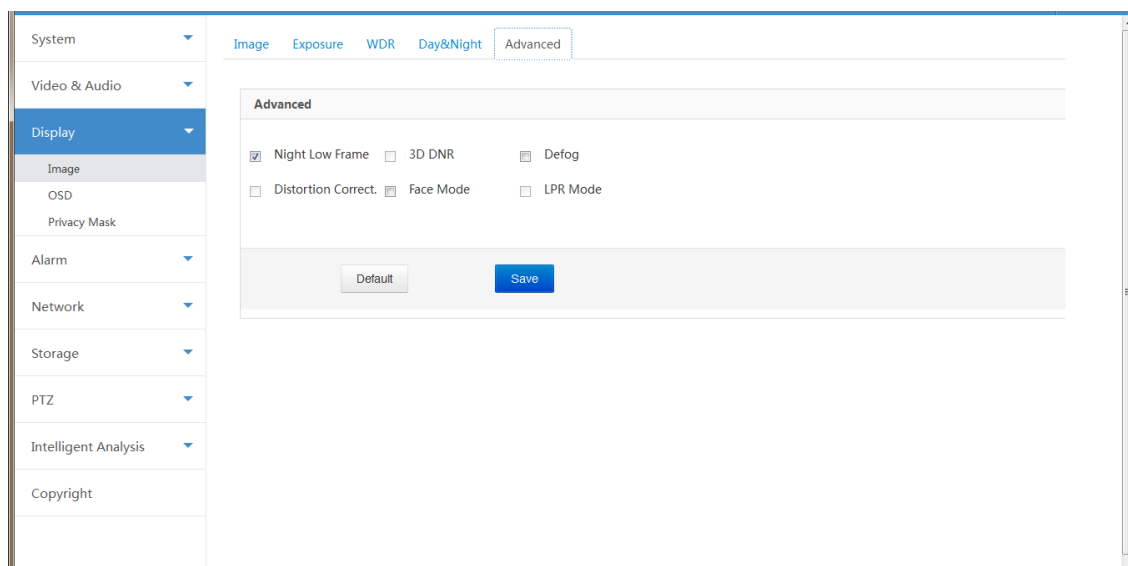 System
Video & Audio
Display
Image
OSD
Privacy Mask
Alarm
Network
Storage
PTZ
Intelligent Analysis
Copyright
Image Exposure WDR Day&Night Advanced
Advanced
Night Low Frame 3D DNR Defog
Distortion Correct. Face Mode LPR Mode
Default Save